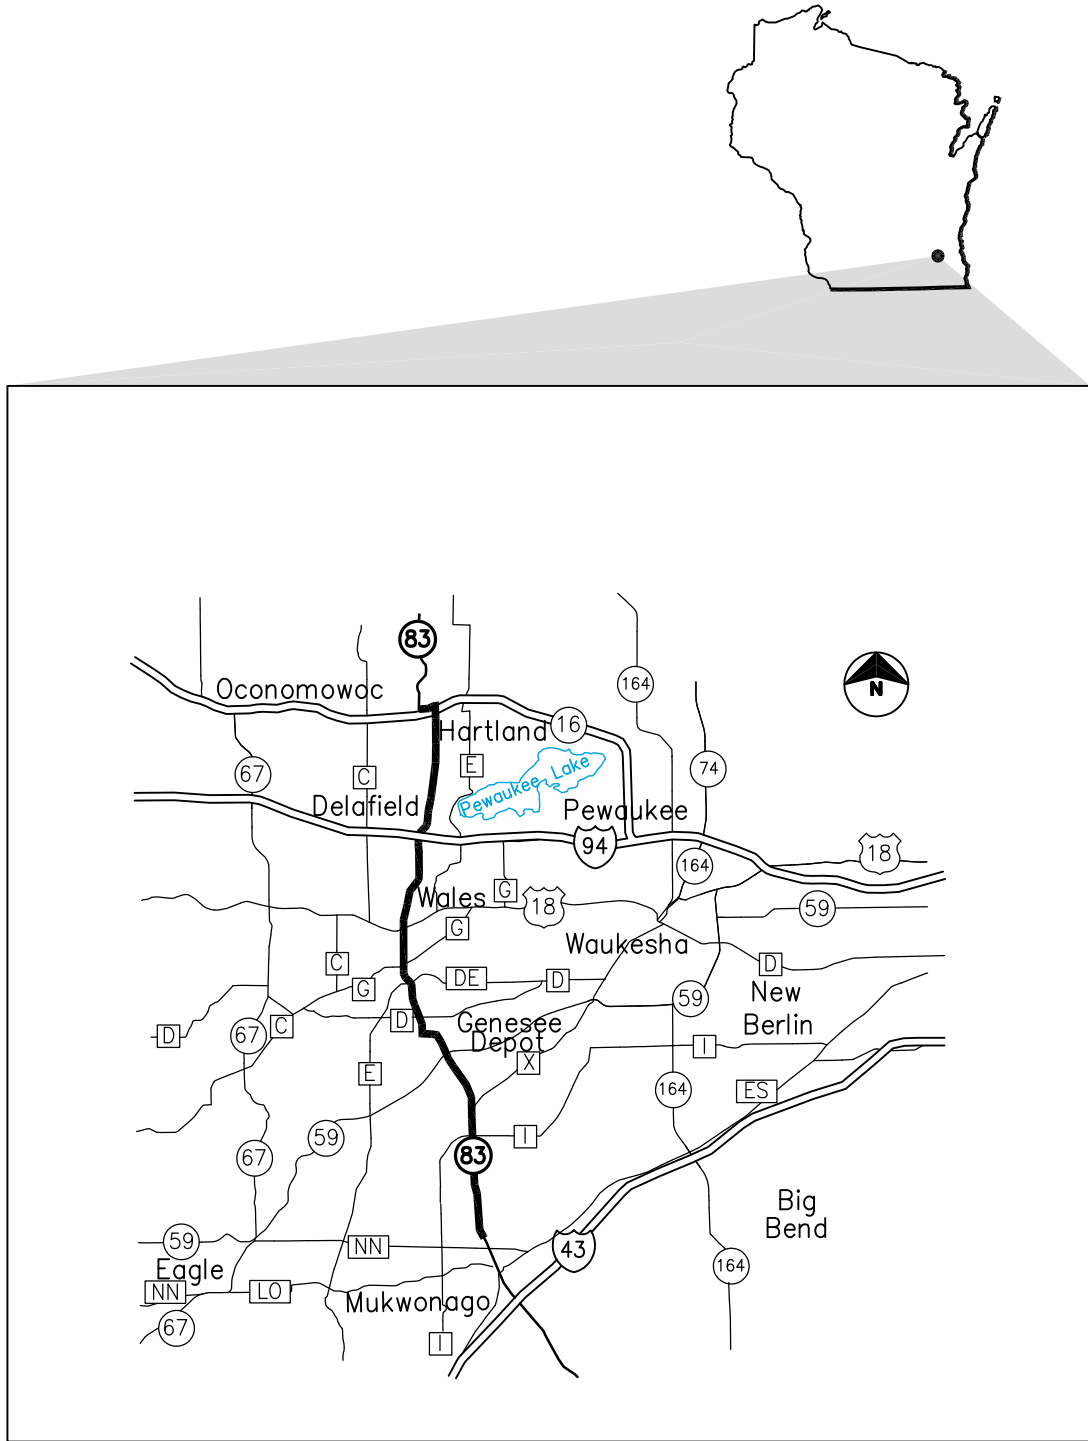 83
164
Oconomowoc
N
Hartland
16
E
67
C
74
Pewaukee Lake
Delafield
Pewaukee
94
18
164
G
Wales
18
59
G
Waukesha
C
D
DE
D
G
New
Berlin
59
D
C
67
D
Genesee
Depot
I
X
E
164
ES
59
I
83
67
Big
Bend
59
NN
43
Eagle
164
NN
LO
Mukwonago
67
I